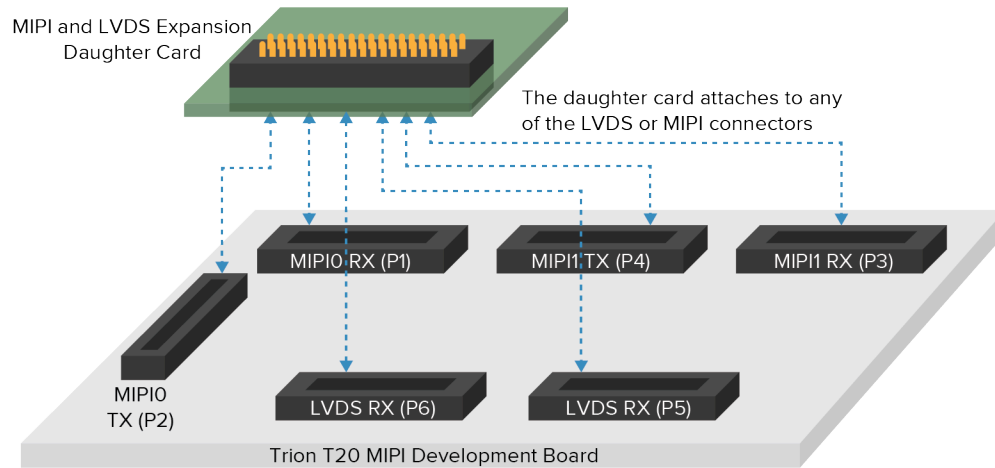 MIPI and LVDS Expansion
Daughter Card
The daughter card attaches to any
of the LVDS or MIPI connectors
MIPI0 RX (P1)
MIPI1 TX (P4)
MIPI1 RX (P3)
MIPI0
TX (P2)
LVDS RX (P6)
LVDS RX (P5)
Trion T20 MIPI Development Board